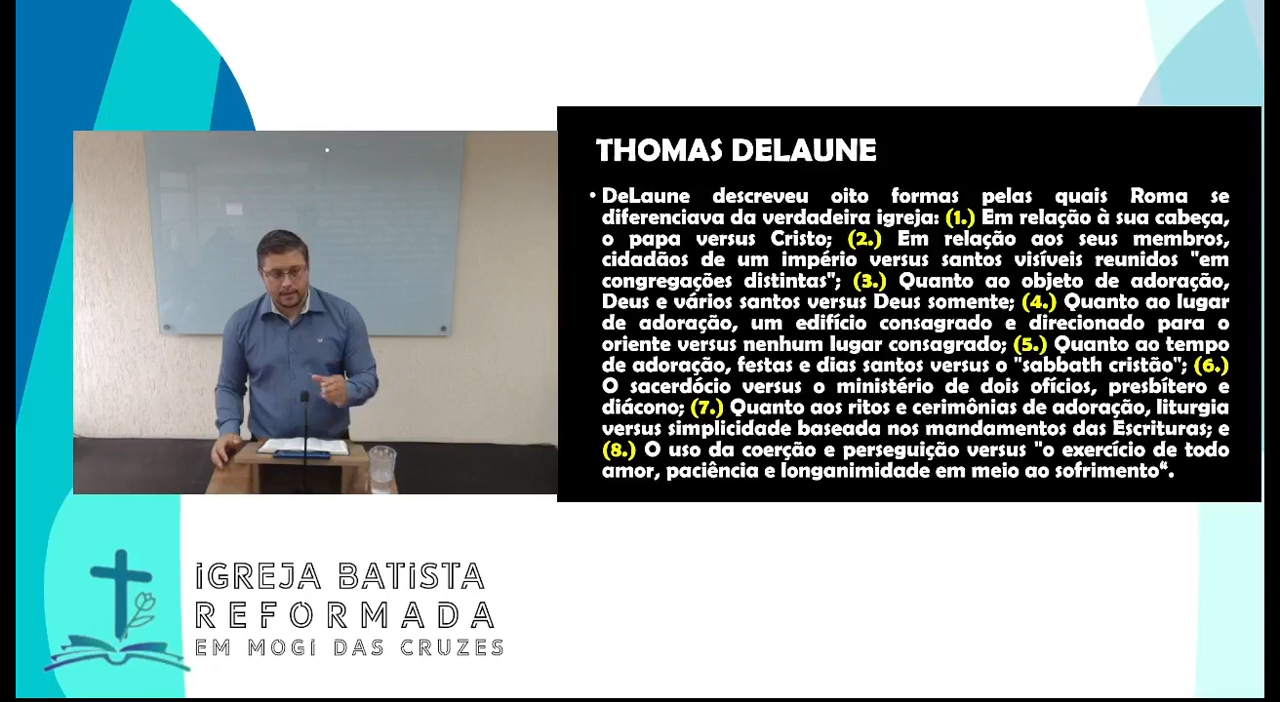 THOMAS DELAUNE
• DeLaune descreveu oito formas pelas quais Roma se
diferenciava da verdadeira igreja: (1.) Em relação à sua cabeça,
o papa versus Cristo; (2.) Em relação aos seus membros,
cidadãos de um império versus santos visíveis reunidos "em
congregações distintas"; (3.) Quanto ao objeto de adoração,
Deus e vários santos versus Deus somente; (4.) Quanto ao lugar
de adoração, um edifício consagrado e direcionado para o
oriente versus nenhum lugar consagrado; (5.) Quanto ao tempo
de adoração, festas e dias santos versus o "sabbath cristão"; (6.)
O sacerdócio versus o ministério de dois ofícios, presbítero e
diácono; (7.) Quanto aos ritos e cerimônias de adoração, liturgia
versus simplicidade baseada nos mandamentos das Escrituras; e
(8.) O uso da coerção e perseguição versus "o exercício de todo
amor, paciência e longanimidade em meio ao sofrimento“.
IGREJA BATISTA
REFORMADA
EM MOGI DAS CRUZES